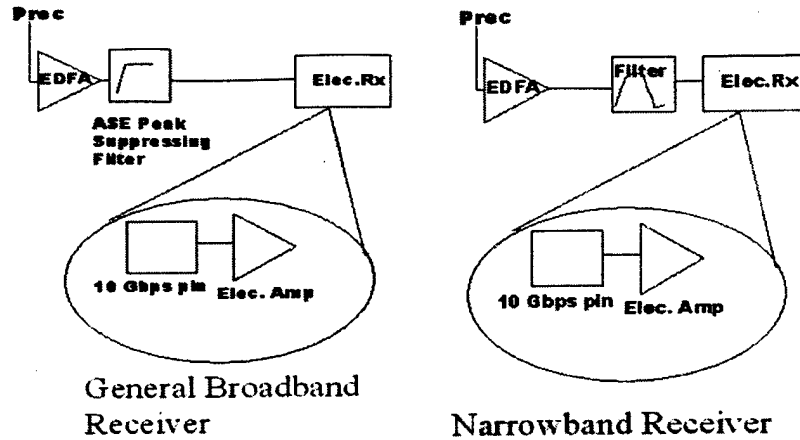 Prec
EDFA
Elec.Rx
ASE Peak
Suppressing
Filter
10 Gbps pin
Elec. Amp
General Broadband
Receiver
Prec
EDFA
Filter
Elec.Rx
10 Gbps pin
Elec. Amp
Narrowband Receiver